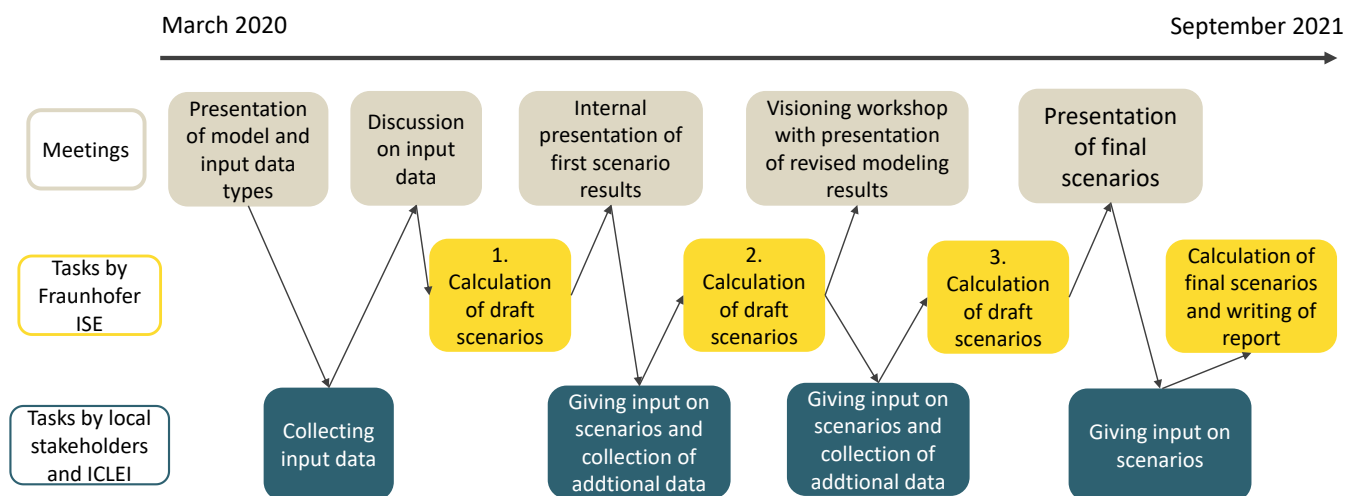 March 2020
September 2021
Meetings
Presentation
of model and
input data
types
Discussion
on input
data
Internal
presentation of
first scenario
results
Visioning workshop
with presentation
of revised modeling
results
Presentation
of final
scenarios
Tasks by
Fraunhofer
ISE
1.
Calculation
of draft
scenarios
2.
Calculation
of draft
scenarios
3.
Calculation
of draft
scenarios
Calculation of
final scenarios
and writing of
report
Tasks by local
stakeholders
and ICLEI
Collecting
input data
Giving input on
scenarios and
collection of
addtional data
Giving input on
scenarios and
collection of
addtional data
Giving input on
scenarios